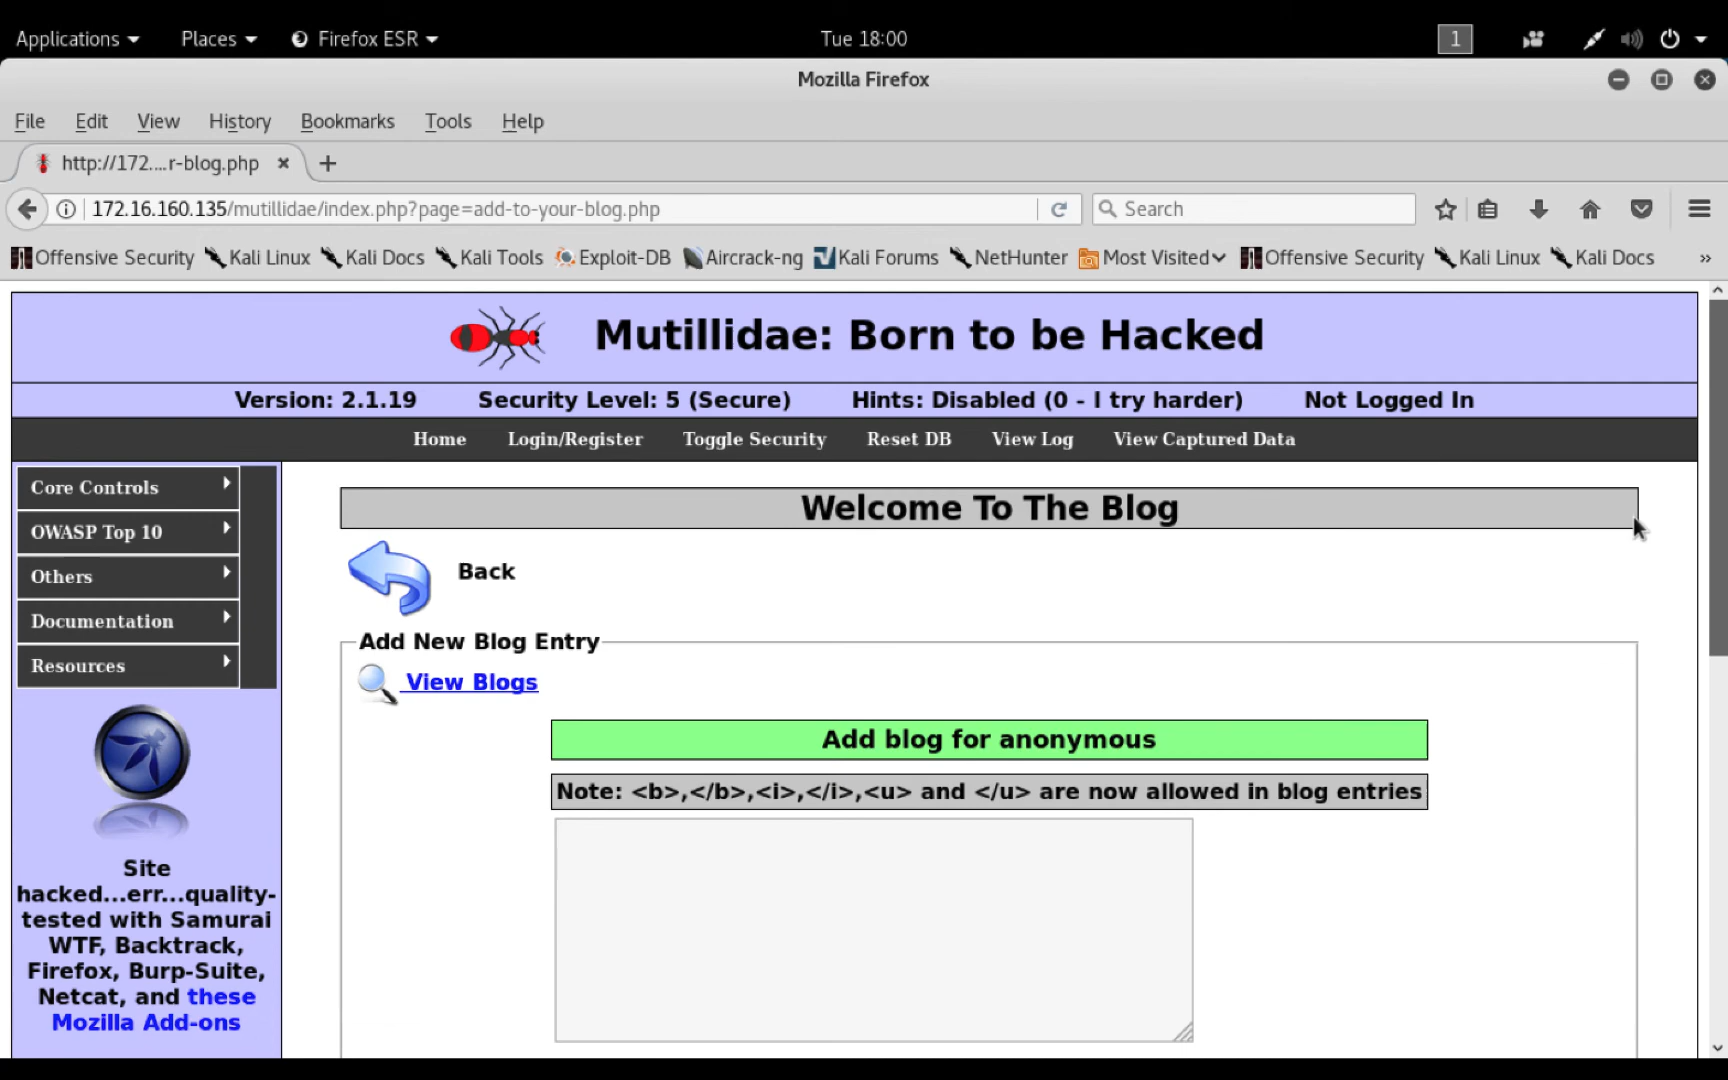 Applications Places Firefox ESR Tue 18:00 1
Mozilla Firefox
File Edit View History Bookmarks Tools Help
http://172....r-blog.php
172.16.160.135/mutillidae/index.php?page=add-to-your-blog.php Search
Offensive Security Kali Linux Kali Docs Kali Tools Exploit-DB Aircrack-ng Kali Forums NetHunter Most Visited Offensive Security Kali Linux Kali Docs »
Mutillidae: Born to be Hacked
Version: 2.1.19 Security Level: 5 (Secure) Hints: Disabled (0 - I try harder) Not Logged In
Home Login/Register Toggle Security Reset DB View Log View Captured Data
Core Controls
OWASP Top 10
Others
Documentation
Resources
Site
hacked...err...quality-
tested with Samurai
WTF, Backtrack,
Firefox, Burp-Suite,
Netcat, and these
Mozilla Add-ons
Welcome To The Blog
Back
Add New Blog Entry
View Blogs
Add blog for anonymous
Note: <b>,</b>,<i>,</i>,<u> and </u> are now allowed in blog entries